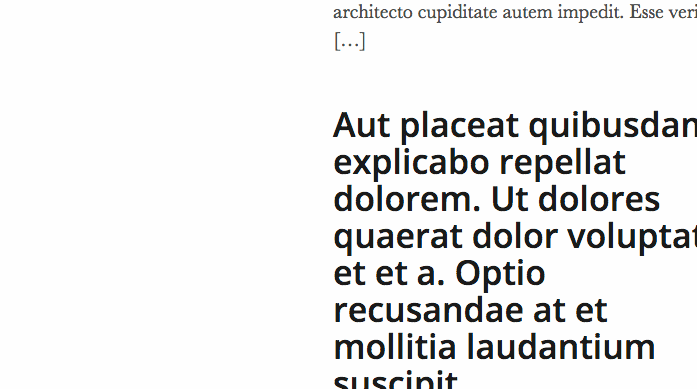 architecto cupiditate autem impedit. Esse veri
[…]
Aut placeat quibusdam
explicabo repellat
dolorem. Ut dolores
quaerat dolor voluptat
et et a. Optio
recusandae at et
mollitia laudantium
suscipit